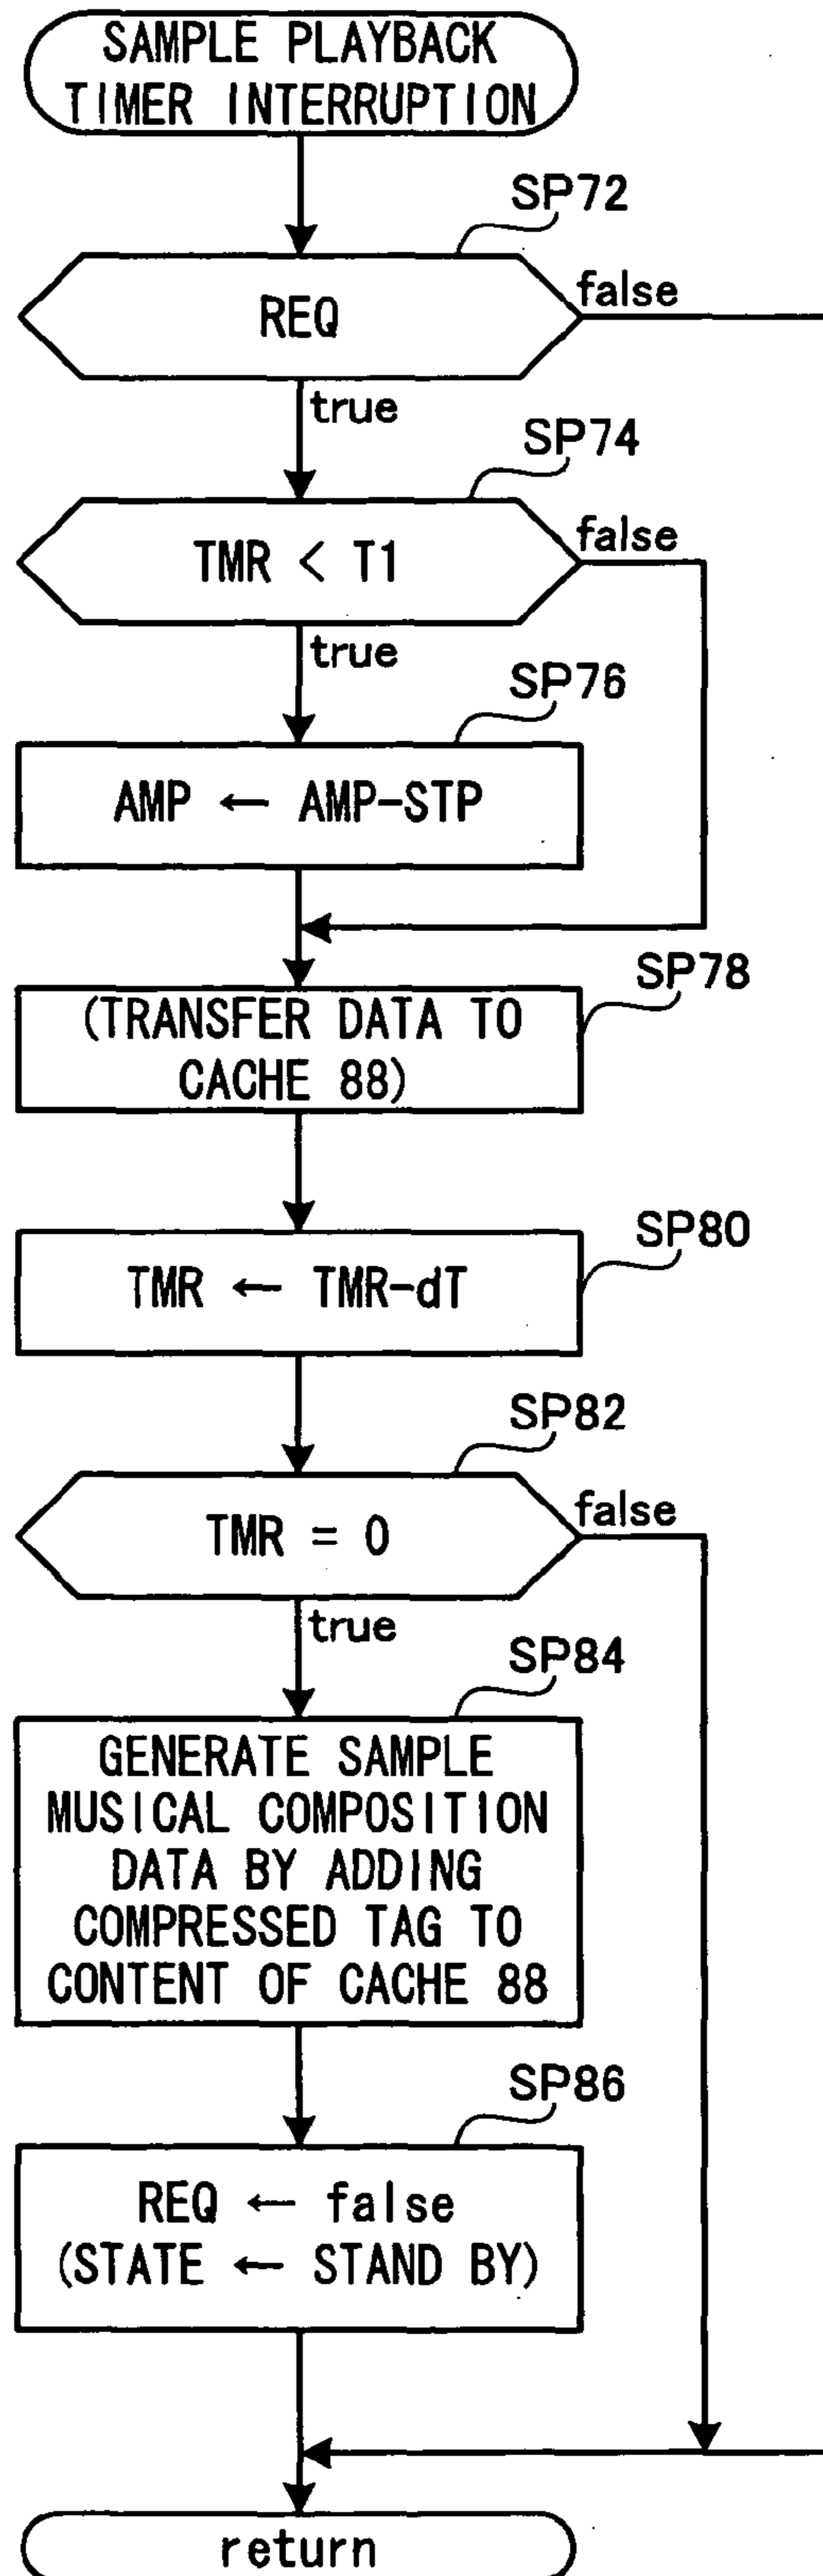 SAMPLE PLAYBACK
TIMER INTERRUPTION
SP72
REQ
false
true
SP74
TMR < T1
false
true
SP76
AMP ← AMP-STP
SP78
(TRANSFER DATA TO
CACHE 88)
SP80
TMR ← TMR-dT
SP82
TMR = 0
false
true
SP84
GENERATE SAMPLE
MUSICAL COMPOSITION
DATA BY ADDING
COMPRESSED TAG TO
CONTENT OF CACHE 88
SP86
REQ ← false
(STATE ← STAND BY)
return